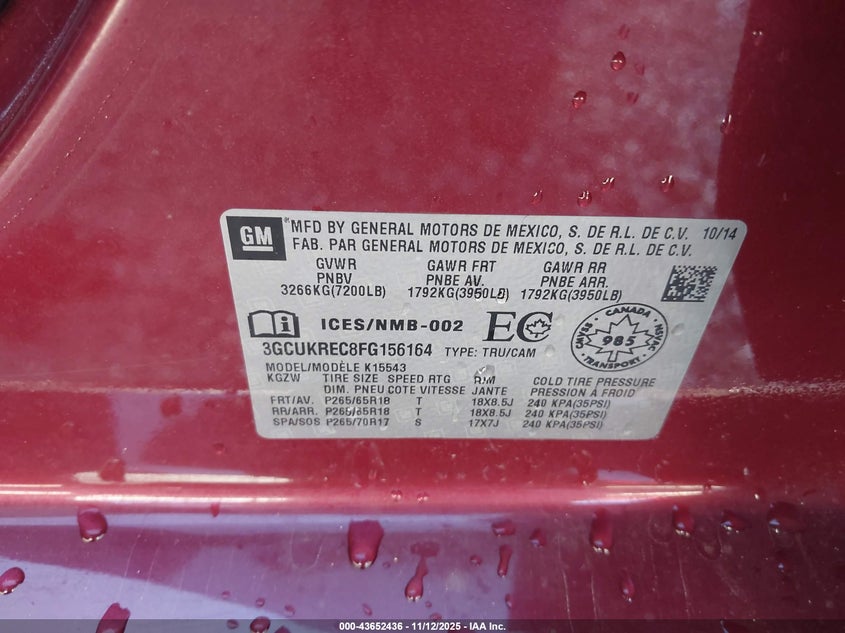 GM ® MFD BY GENERAL MOTORS DE MEXICO, S. DE R.L. DE C.V. 10/14
FAB. PAR GENERAL MOTORS DE MEXICO, S. DE R.L. DE C.V.
GVWR GAWR FRT GAWR RR
PNBV PNBE AV. PNBE ARR.
3266KG(7200LB) 1792KG(3950LB) 1792KG(3950LB)
ICES/NMB-002 EC
CANADA
CMVSS 985 NSVAC
TRANSPORT
3GCUKREC8FG156164 TYPE: TRU/CAM
MODEL/MODÈLE K15543
KGZW TIRE SIZE SPEED RTG RIM COLD TIRE PRESSURE
DIM. PNEU COTE VITESSE JANTE PRESSION A FROID
FRT/AV. P265/65R18 T 18X8.5J 240 KPA(35PSI)
RR/ARR. P265/65R18 T 18X8.5J 240 KPA(35PSI)
SPA/SOS P265/70R17 S 17X7J 240 KPA(35PSI)
000-43652436 - 11/12/2025 - IAA Inc.